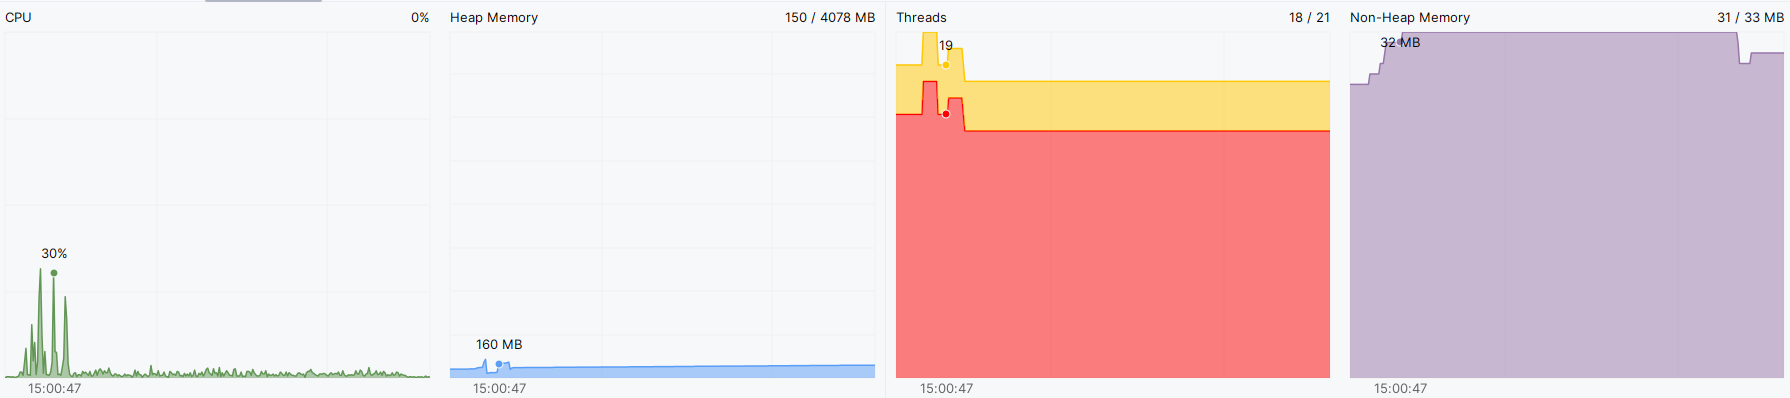 CPU 0%
Heap Memory 150 / 4078 MB
Threads 18 / 21
Non-Heap Memory 31 / 33 MB
30%
160 MB
19
32 MB
15:00:47
15:00:47
15:00:47
15:00:47